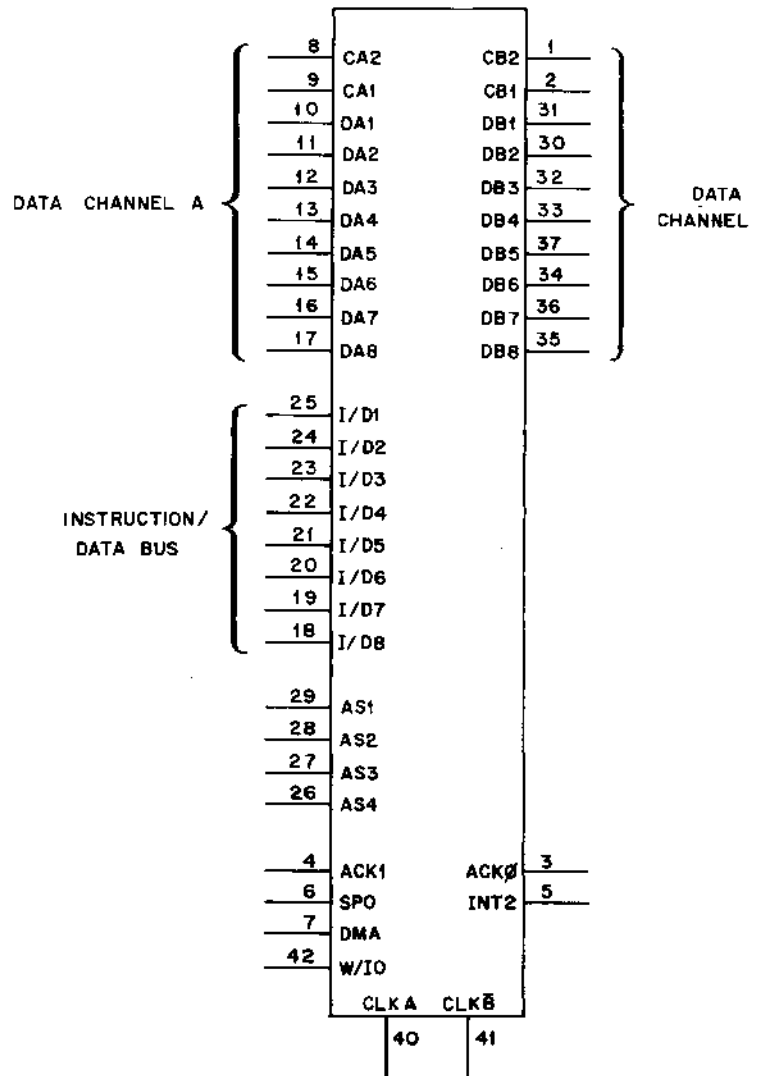 8 CA2 CB2 1
9 CA1 CB1 2
10 DA1 DB1 31
11 DA2 DB2 30
12 DA3 DB3 32
DATA CHANNEL A
DATA CHANNEL
13 DA4 DB4 33
14 DA5 DB5 37
15 DA6 DB6 34
16 DA7 DB7 36
17 DA8 DB8 35
25 I/D1
24 I/D2
23 I/D3
INSTRUCTION/
DATA BUS
22 I/D4
21 I/D5
20 I/D6
19 I/D7
18 I/D8
29 AS1
28 AS2
27 AS3
26 AS4
4 ACK1 ACKØ 3
6 SPO INT2 5
7 DMA
42 W/IO
CLKA CLKB̅
40 41